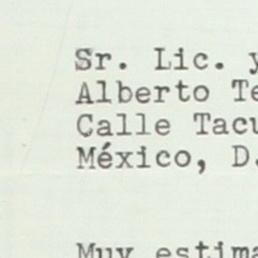 Sr. Lic. y
Alberto Te
Calle Tacu
México, D.
Muy estima